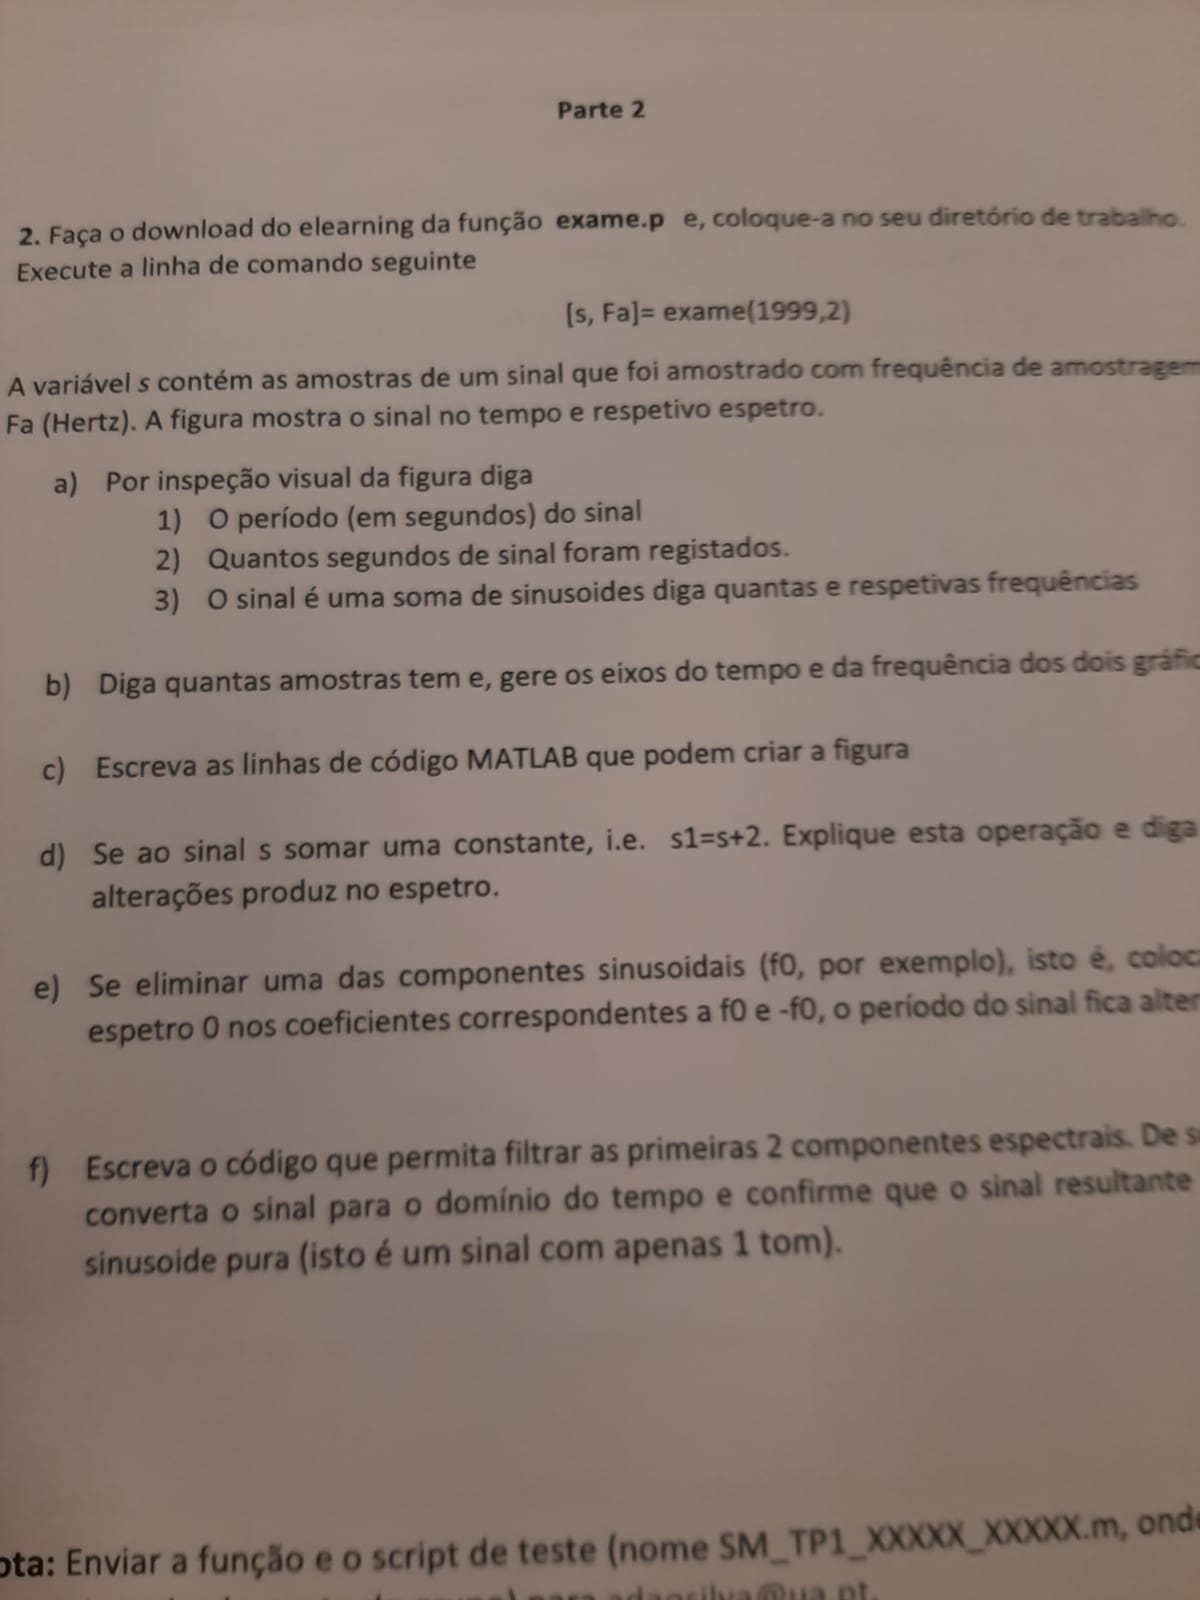 Parte 2
2. Faça o download do elearning da função exame.p e, coloque-a no seu diretório de trabalho.
Execute a linha de comando seguinte
[s, Fa]= exame(1999,2)
A variável s contém as amostras de um sinal que foi amostrado com frequência de amostragem
Fa (Hertz). A figura mostra o sinal no tempo e respetivo espetro.
a) Por inspeção visual da figura diga
1) O período (em segundos) do sinal
2) Quantos segundos de sinal foram registados.
3) O sinal é uma soma de sinusoides diga quantas e respetivas frequências
b) Diga quantas amostras tem e, gere os eixos do tempo e da frequência dos dois gráfic
c) Escreva as linhas de código MATLAB que podem criar a figura
d) Se ao sinal s somar uma constante, i.e. s1=s+2. Explique esta operação e diga
alterações produz no espetro.
e) Se eliminar uma das componentes sinusoidais (f0, por exemplo), isto é, coloc
espetro 0 nos coeficientes correspondentes a f0 e -f0, o período do sinal fica alter
f) Escreva o código que permita filtrar as primeiras 2 componentes espectrais. De s
converta o sinal para o domínio do tempo e confirme que o sinal resultante
sinusoide pura (isto é um sinal com apenas 1 tom).
ota: Enviar a função e o script de teste (nome SM_TP1_XXXXX_XXXXX.m, onde
para adaosilva@ua.pt.